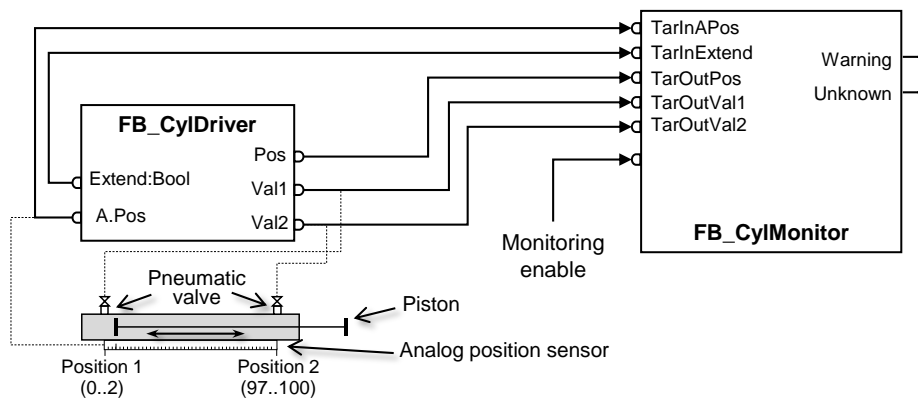 TarInAPos
TarInExtend
TarOutPos
TarOutVal1
TarOutVal2
Warning
Unknown
FB_CylMonitor
FB_CylDriver
Pos
Extend:Bool
Val1
A.Pos
Val2
Monitoring
enable
Pneumatic
valve
Piston
Analog position sensor
Position 1
(0..2)
Position 2
(97..100)